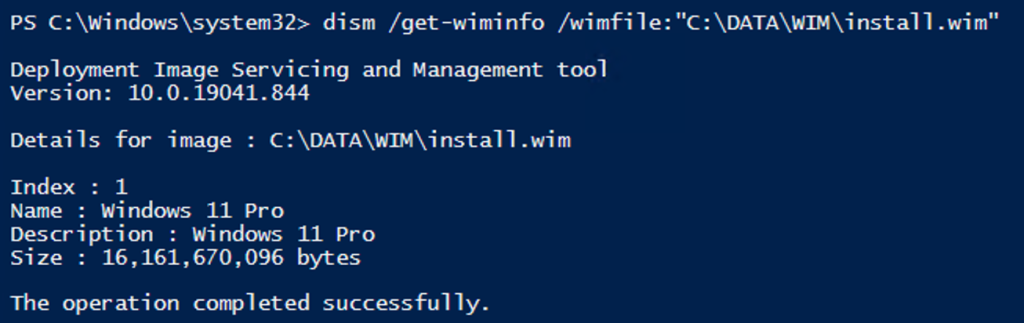 PS C:\Windows\system32> dism /get-wiminfo /wimfile:"C:\DATA\WIM\install.wim"
Deployment Image Servicing and Management tool
Version: 10.0.19041.844
Details for image : C:\DATA\WIM\install.wim
Index : 1
Name : Windows 11 Pro
Description : Windows 11 Pro
Size : 16,161,670,096 bytes
The operation completed successfully.